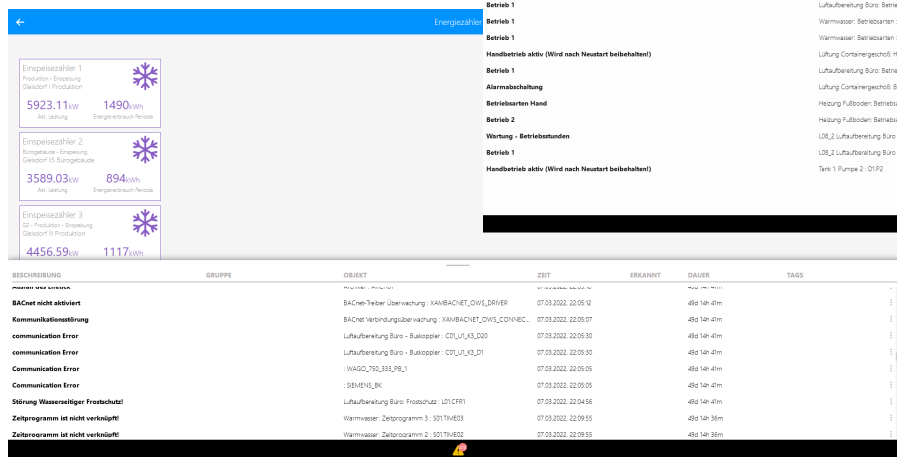 Energiezähler
Einspeisezähler 1
Produktion - Einspeisung
Gleisdorf I Produktion
5923.11kW 1490kWh
Akt. Leistung Energieverbrauch Periode
Einspeisezähler 2
Bürogebäude - Einspeisung
Gleisdorf I/5 Bürogebäude
3589.03kW 894kWh
Akt. Leistung Energieverbrauch Periode
Einspeisezähler 3
G2 - Produktion - Einspeisung
Gleisdorf III Produktion
4456.59kW 1117kWh
Betrieb 1 Luftaufbereitung Büro: Betrie
Betrieb 1 Warmwasser: Betriebsarten :
Betrieb 1 Warmwasser: Betriebsarten :
Handbetrieb aktiv (Wird nach Neustart beibehalten!) Lüftung Containergeschoß: H
Betrieb 1 Luftaufbereitung Büro: Betrie
Alarmabschaltung Lüftung Containergeschoß: B
Betriebsarten Hand Heizung Fußboden: Betriebsa
Betrieb 2 Heizung Fußboden: Betriebsa
Wartung - Betriebsstunden L08_2 Luftaufbereitung Büro
Betrieb 1 L08_2 Luftaufbereitung Büro
Handbetrieb aktiv (Wird nach Neustart beibehalten!) Tank 1: Pumpe 2 : D1.P2
BESCHREIBUNG GRUPPE OBJEKT ZEIT ERKANNT DAUER TAGS
BACnet nicht aktiviert BACnet-Treiber Überwachung : XAMBACNET_OWS_DRIVER 07.03.2022, 22:05:12 49d 14h 41m
Kommunikationsstörung BACnet Verbindungsüberwachung : XAMBACNET_OWS_CONNEC... 07.03.2022, 22:05:07 49d 14h 41m
communication Error Luftaufbereitung Büro - Buskoppler : C01_U1_K3_D20 07.03.2022, 22:05:30 49d 14h 41m
communication Error Luftaufbereitung Büro - Buskoppler : C01_U1_K3_D1 07.03.2022, 22:05:30 49d 14h 41m
Communication Error : WAGO_750_333_PB_1 07.03.2022, 22:05:05 49d 14h 41m
Communication Error : SIEMENS_BK 07.03.2022, 22:05:05 49d 14h 41m
Störung Wasserseitiger Frostschutz! Luftaufbereitung Büro: Frostschutz : L01.CFR1 07.03.2022, 22:04:56 49d 14h 41m
Zeitprogramm ist nicht verknüpft! Warmwasser: Zeitprogramm 3 : S01.TIME03 07.03.2022, 22:09:55 49d 14h 36m
Zeitprogramm ist nicht verknüpft! Warmwasser: Zeitprogramm 2 : S01.TIME02 07.03.2022, 22:09:55 49d 14h 36m